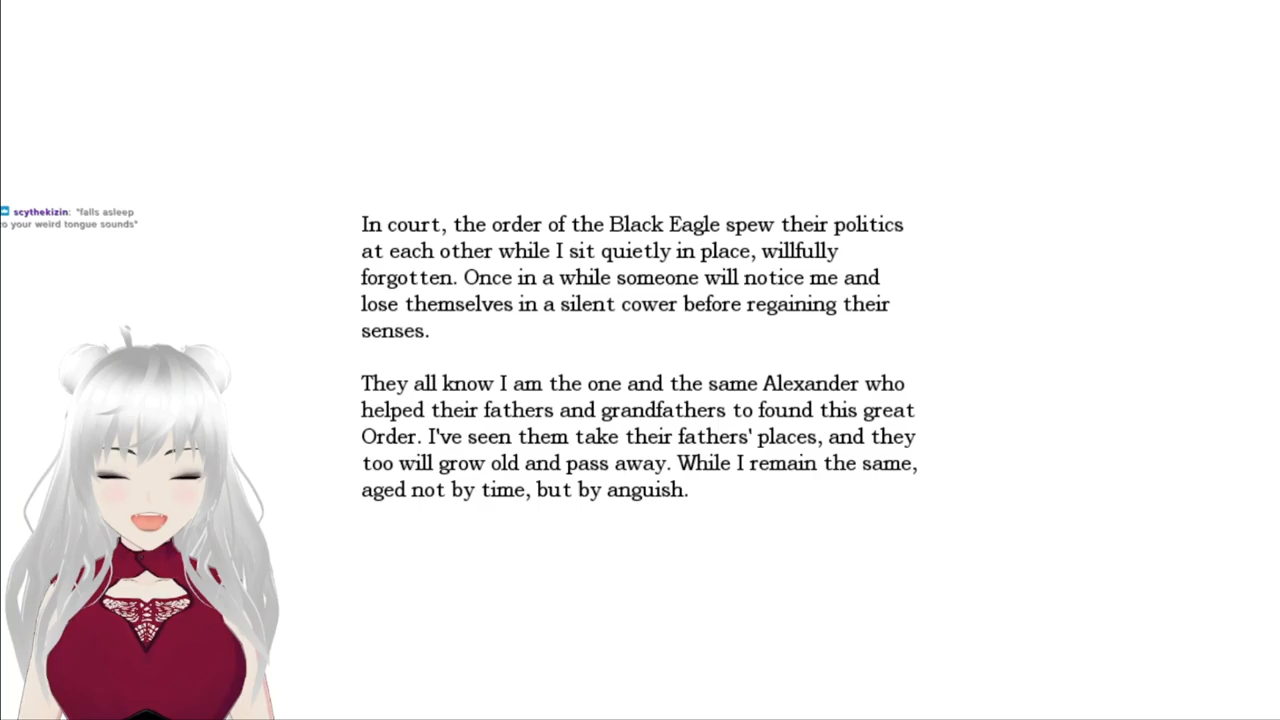 scythekizin: *falls asleep
o your weird tongue sounds*
In court, the order of the Black Eagle spew their politics
at each other while I sit quietly in place, willfully
forgotten. Once in a while someone will notice me and
lose themselves in a silent cower before regaining their
senses.
They all know I am the one and the same Alexander who
helped their fathers and grandfathers to found this great
Order. I've seen them take their fathers' places, and they
too will grow old and pass away. While I remain the same,
aged not by time, but by anguish.